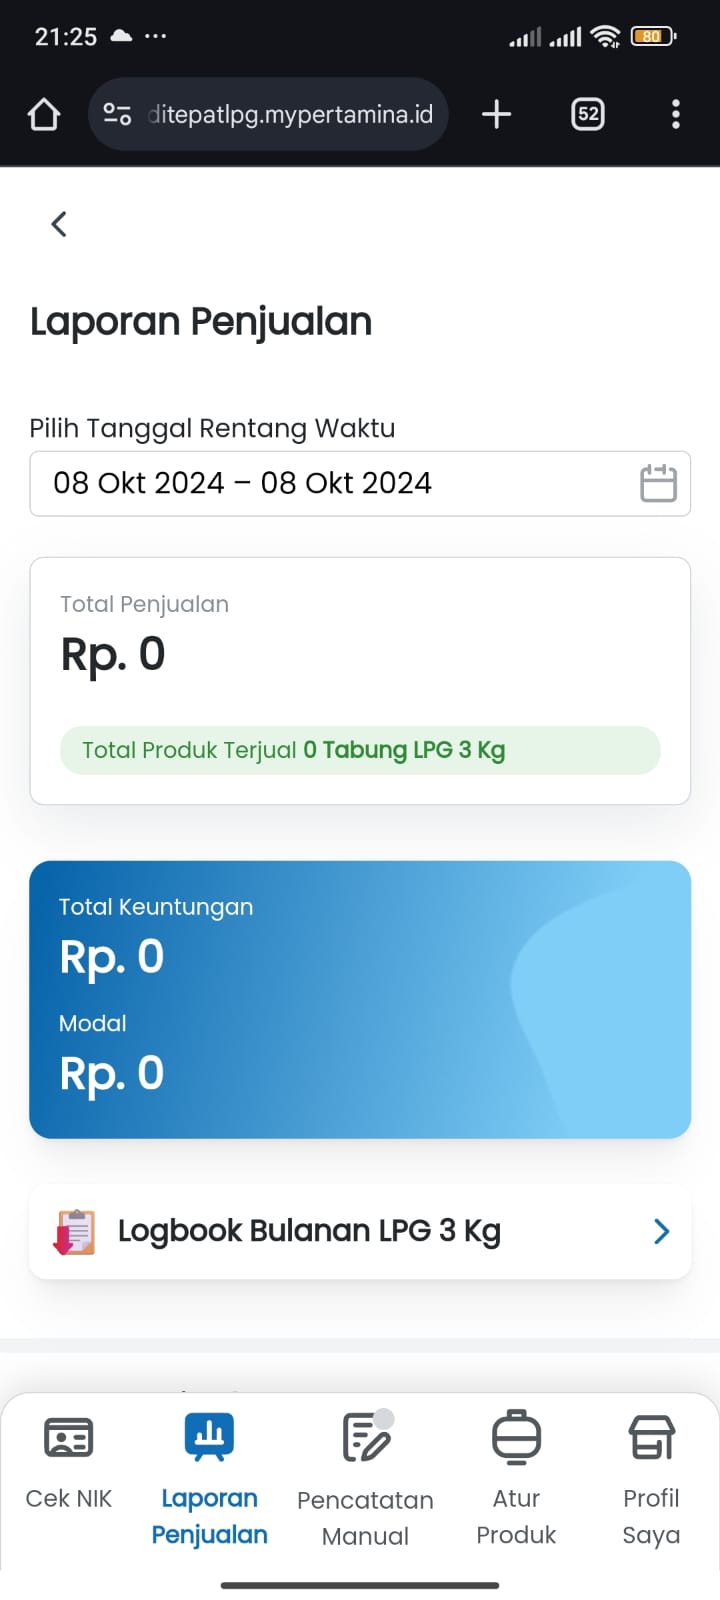 21:25
80
ditepatlpg.mypertamina.id
52
Laporan Penjualan
Pilih Tanggal Rentang Waktu
08 Okt 2024 – 08 Okt 2024
Total Penjualan
Rp. 0
Total Produk Terjual 0 Tabung LPG 3 Kg
Total Keuntungan
Rp. 0
Modal
Rp. 0
Logbook Bulanan LPG 3 Kg
Cek NIK
Laporan
Penjualan
Pencatatan
Manual
Atur
Produk
Profil
Saya